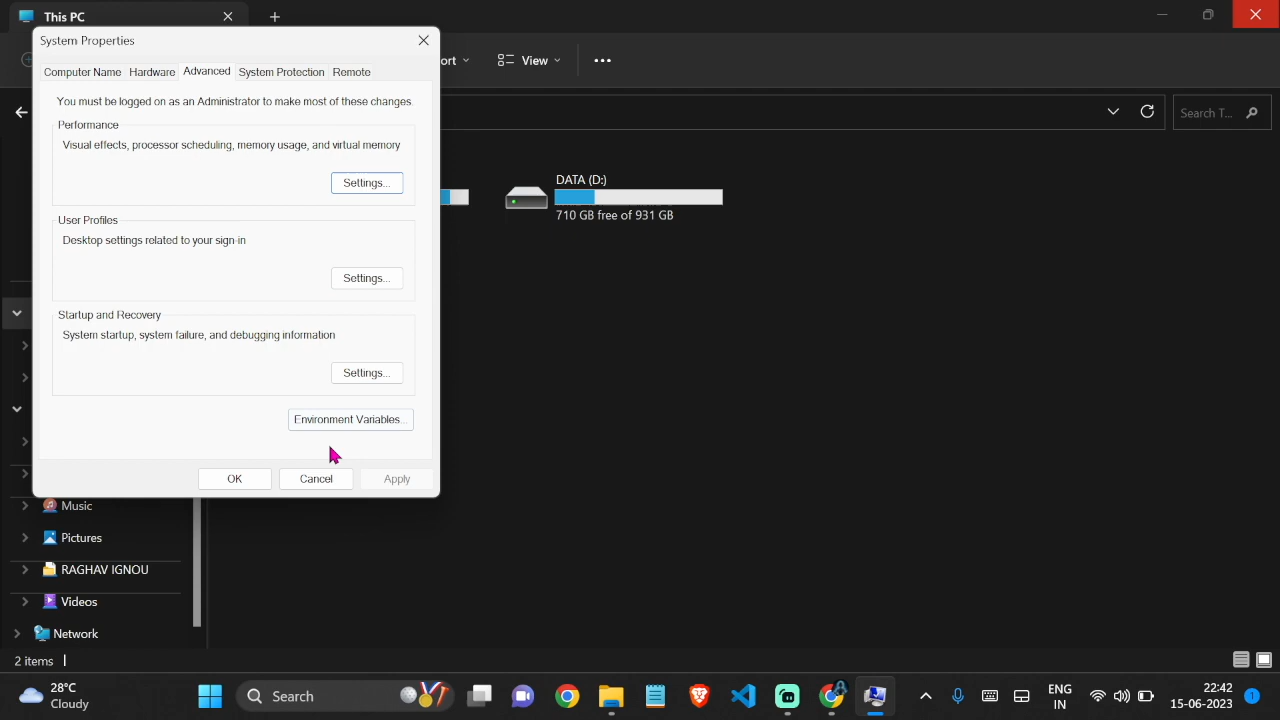 This PC
System Properties
Computer Name Hardware Advanced System Protection Remote
ort View
You must be logged on as an Administrator to make most of these changes.
Search T...
Performance
Visual effects, processor scheduling, memory usage, and virtual memory
Settings...
DATA (D:)
710 GB free of 931 GB
User Profiles
Desktop settings related to your sign-in
Settings...
Startup and Recovery
System startup, system failure, and debugging information
Settings...
Environment Variables...
OK Cancel Apply
Music
Pictures
RAGHAV IGNOU
Videos
Network
2 items
28°C
Cloudy
Search
ENG
IN
22:42
15-06-2023
1